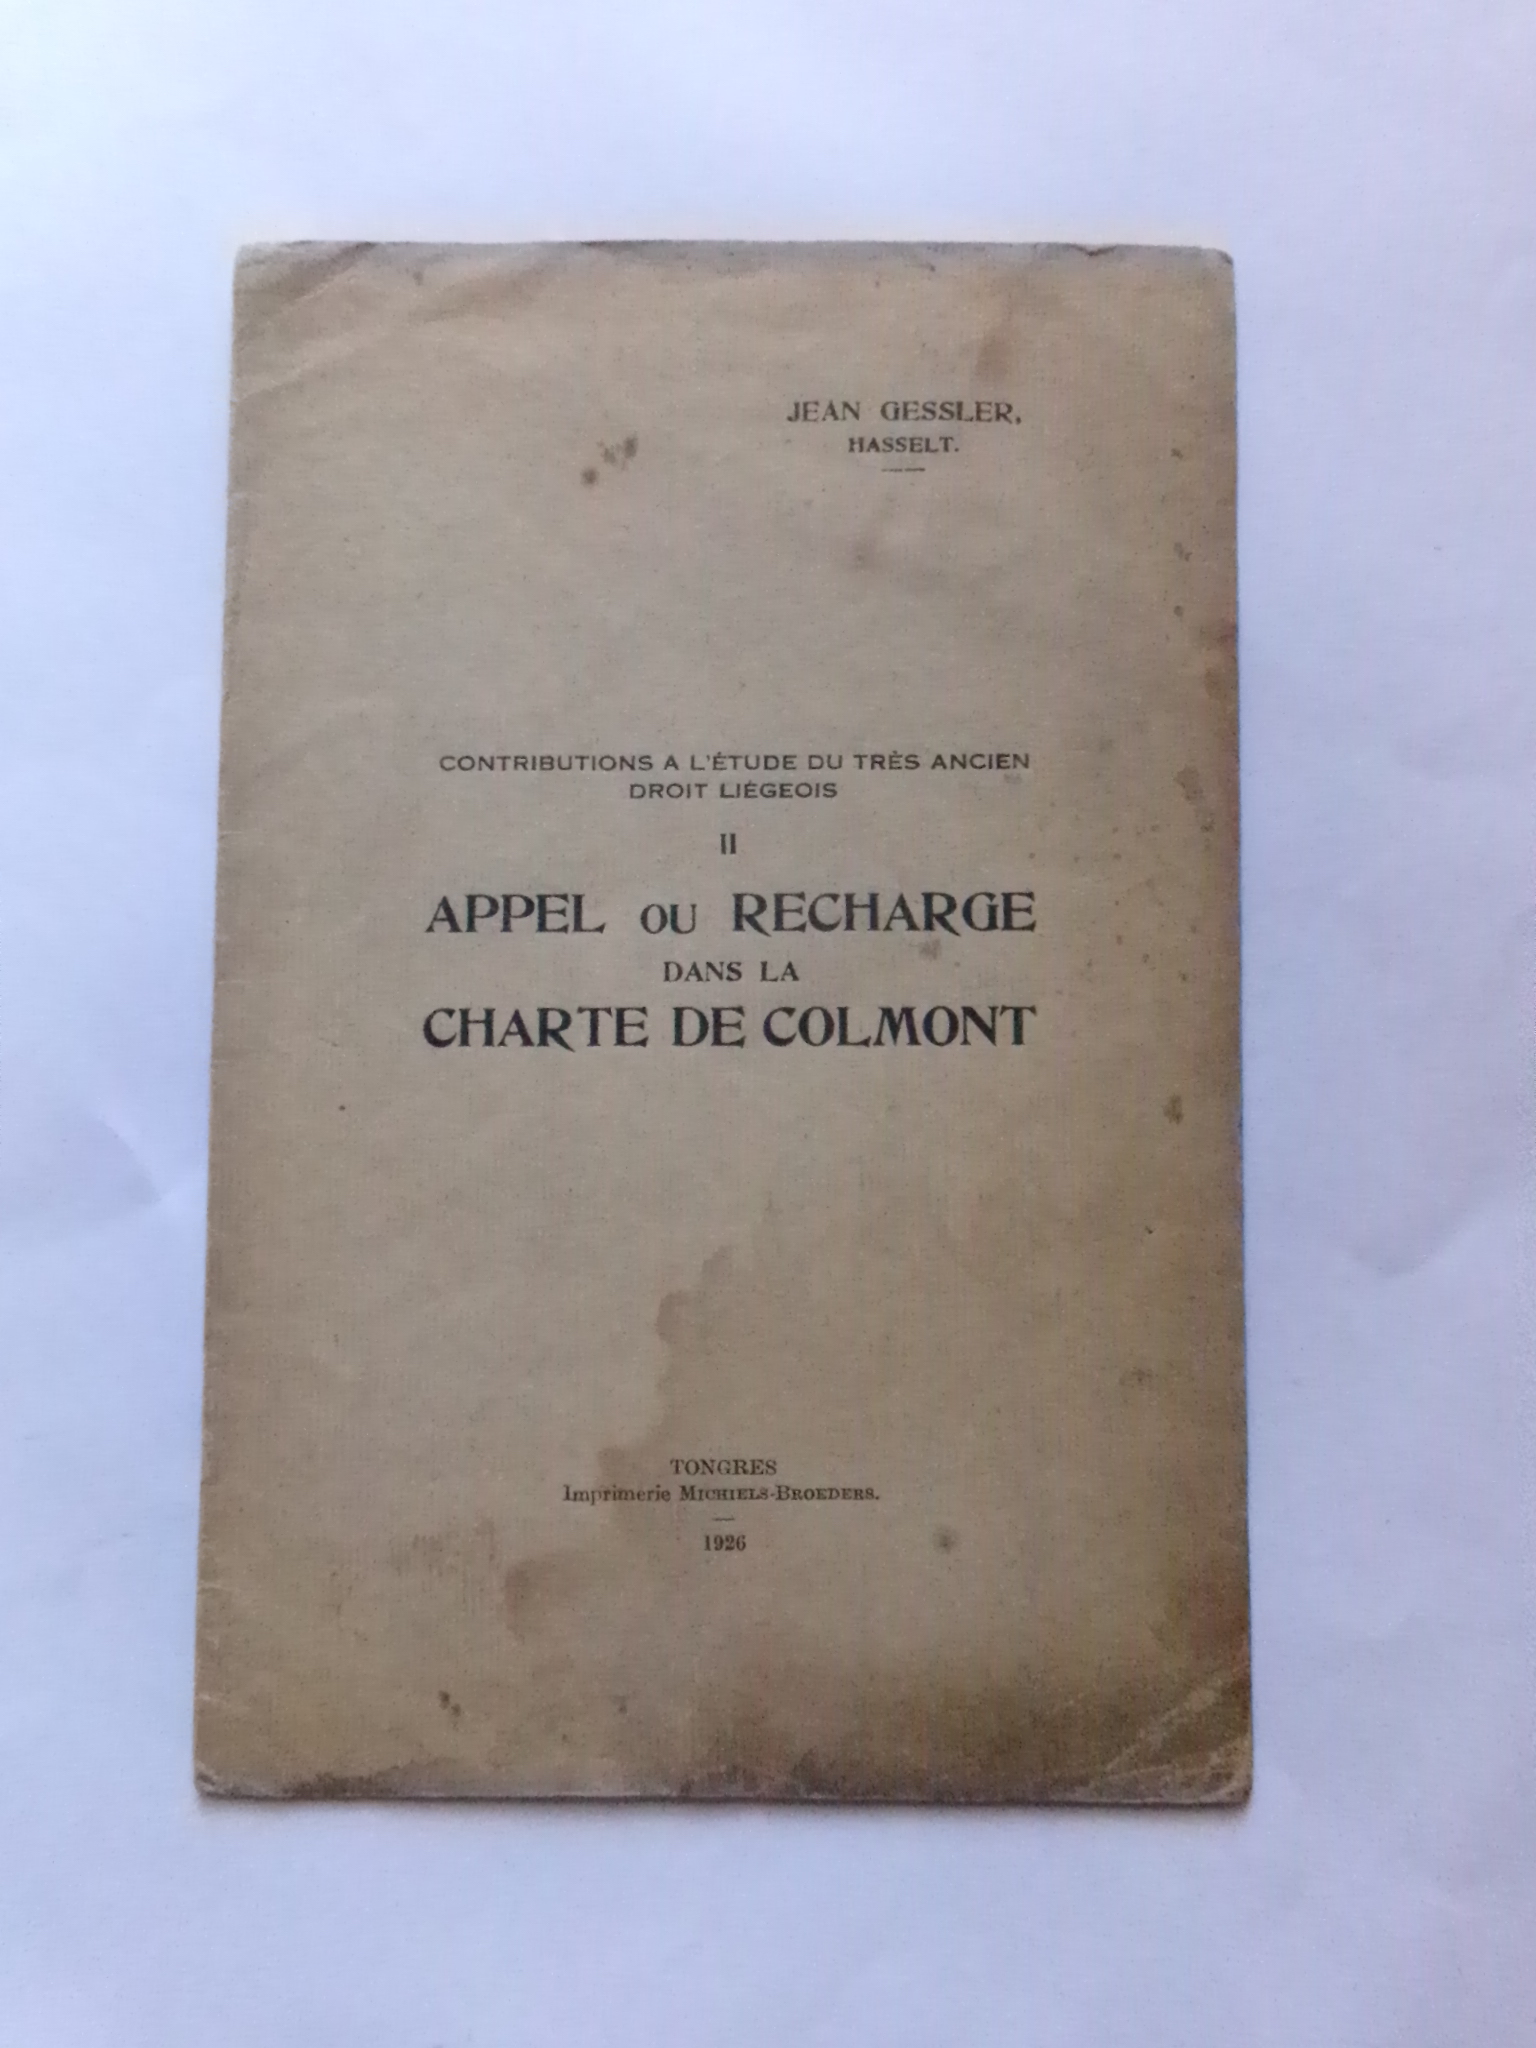 JEAN GESSLER,
HASSELT.
CONTRIBUTIONS A L'ÉTUDE DU TRÈS ANCIEN
DROIT LIÉGEOIS
II
APPEL OU RECHARGE
DANS LA
CHARTE DE COLMONT
TONGRES
Imprimerie MICHIELS-BROEDERS.
1926